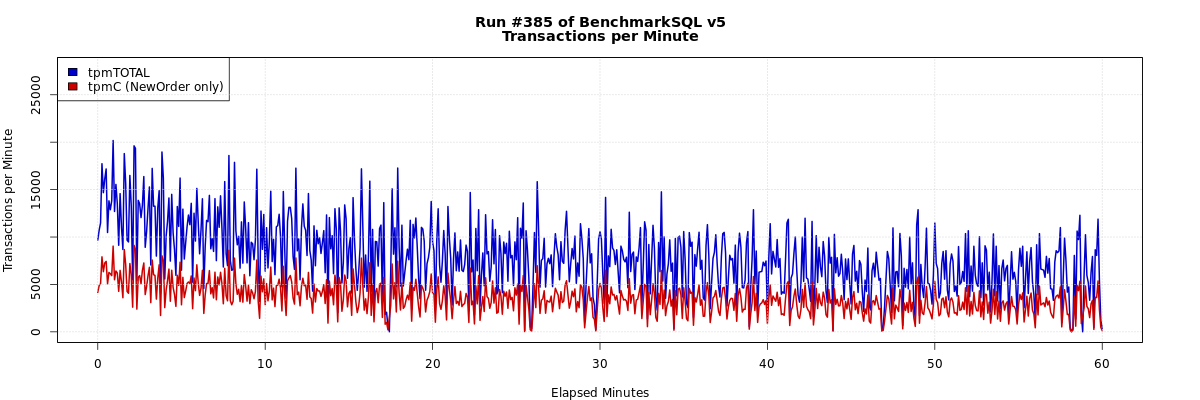 Run #385 of BenchmarkSQL v5
Transactions per Minute
tpmTOTAL
tpmC (NewOrder only)
Transactions per Minute
25000
15000
5000
0
0 10 20 30 40 50 60
Elapsed Minutes